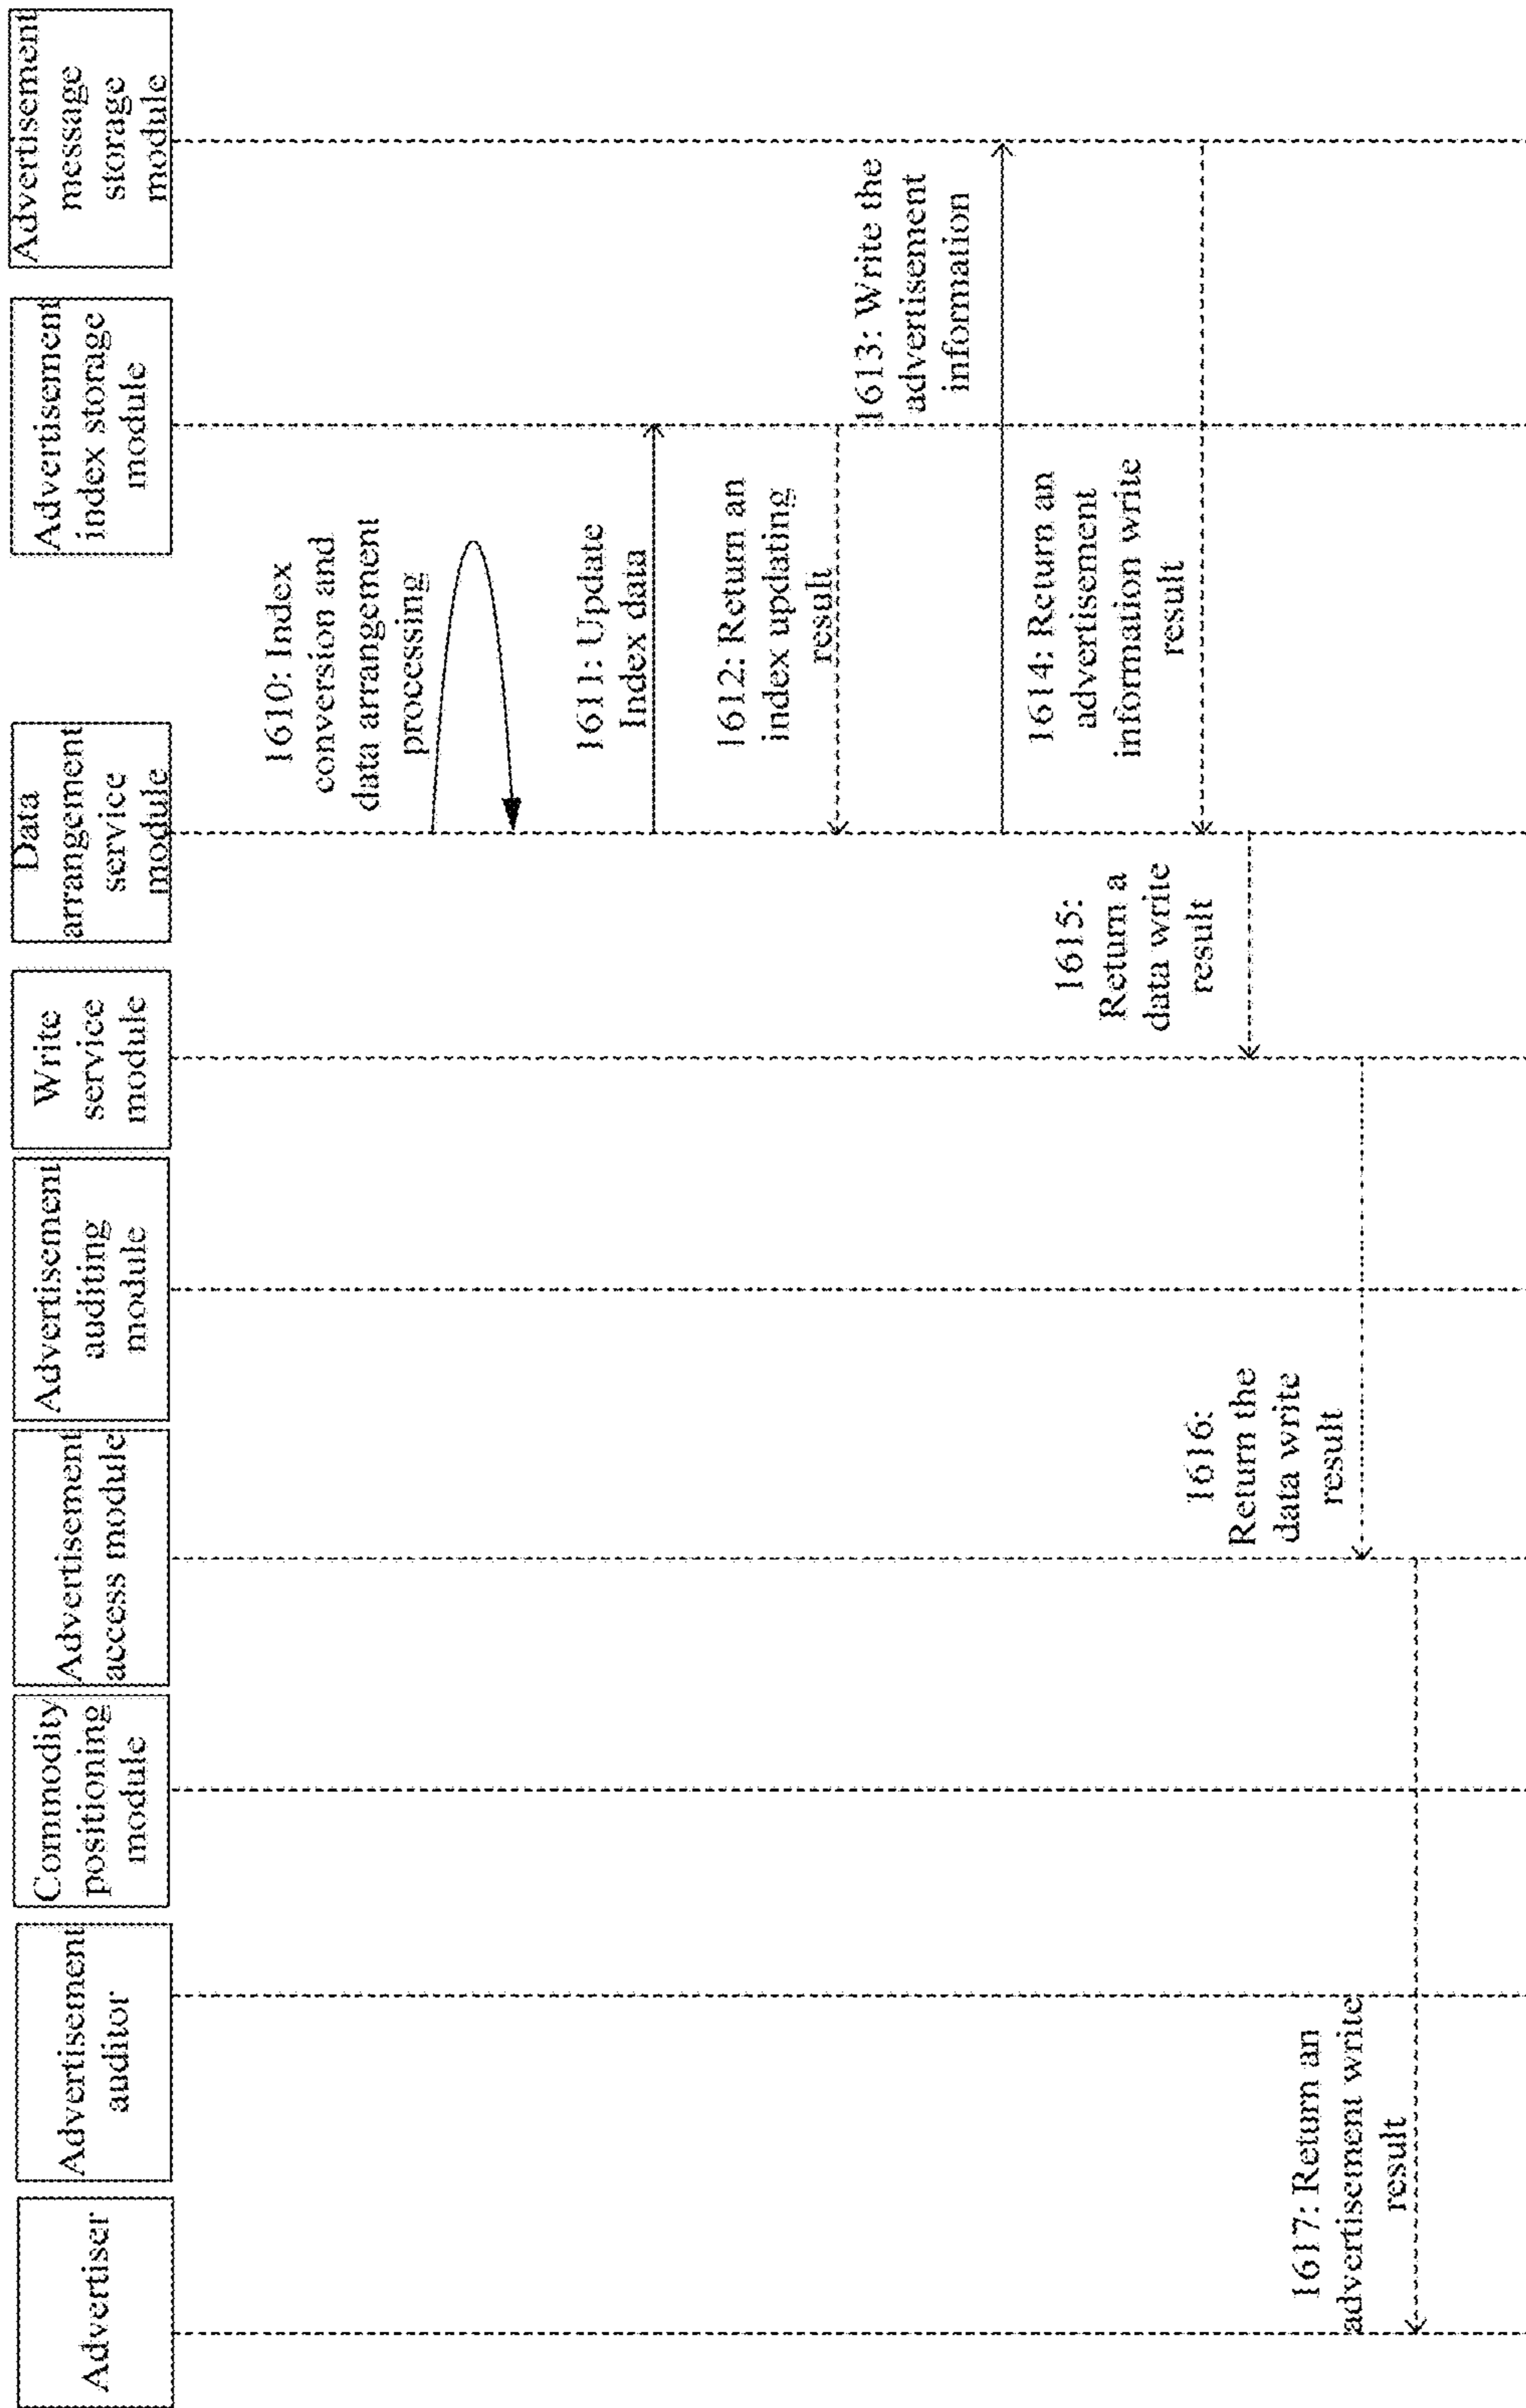 Advertiser
Advertisement
auditor
Commodity
positioning
module
Advertisement
access module
Advertisement
auditing
module
Write
service
module
Data
arrangement
service
module
Advertisement
index storage
module
Advertisement
message
storage
module
1610: Index
conversion and
data arrangement
processing
1611: Update
Index data
1612: Return an
index updating
result
1613: Write the
advertisement
information
1614: Return an
advertisement
information write
result
1615:
Return a
data write
result
1616:
Return the
data write
result
1617: Return an
advertisement write
result